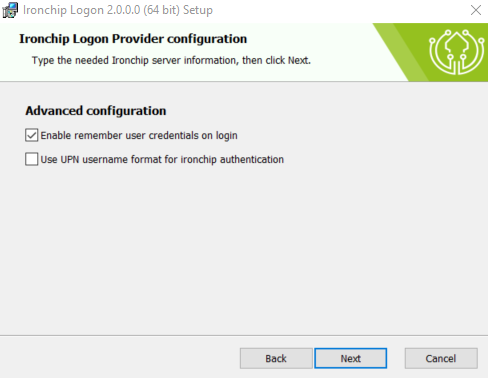 Ironchip Logon 2.0.0.0 (64 bit) Setup
Ironchip Logon Provider configuration
Type the needed Ironchip server information, then click Next.
Advanced configuration
Enable remember user credentials on login
Use UPN username format for ironchip authentication
Back Next Cancel